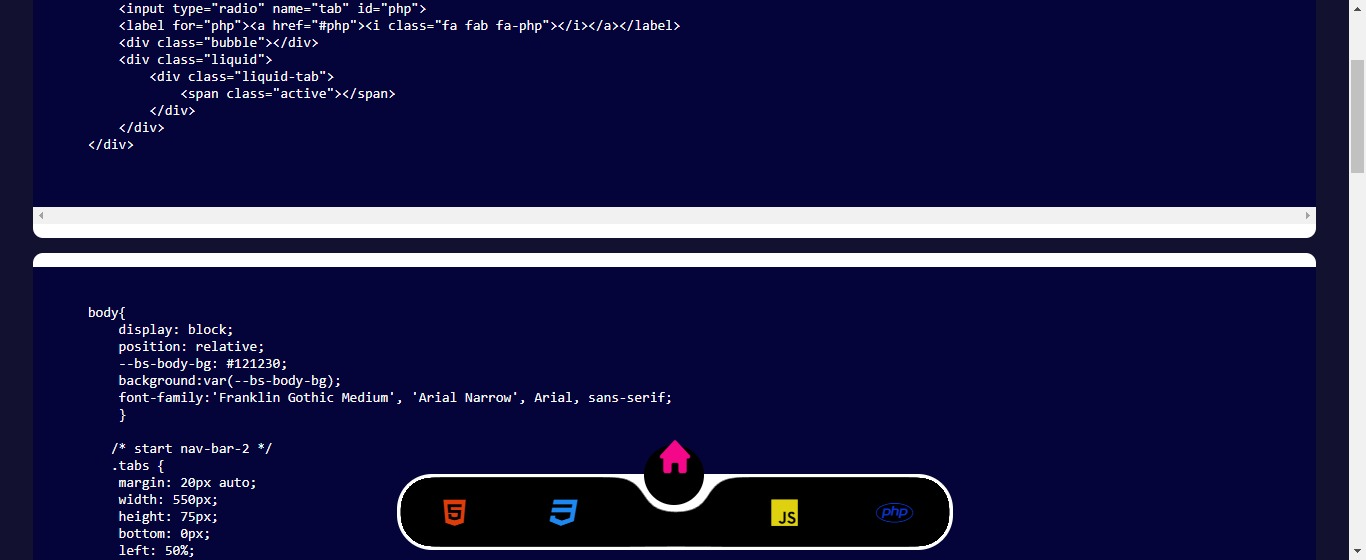 <input type="radio" name="tab" id="php">
<label for="php"><a href="#php"><i class="fa fab fa-php"></i></a></label>
<div class="bubble"></div>
<div class="liquid">
<div class="liquid-tab">
<span class="active"></span>
</div>
</div>
</div>
body{
display: block;
position: relative;
--bs-body-bg: #121230;
background:var(--bs-body-bg);
font-family:'Franklin Gothic Medium', 'Arial Narrow', Arial, sans-serif;
}
/* start nav-bar-2 */
.tabs {
margin: 20px auto;
width: 550px;
height: 75px;
bottom: 0px;
left: 50%;
5
3
JS
php